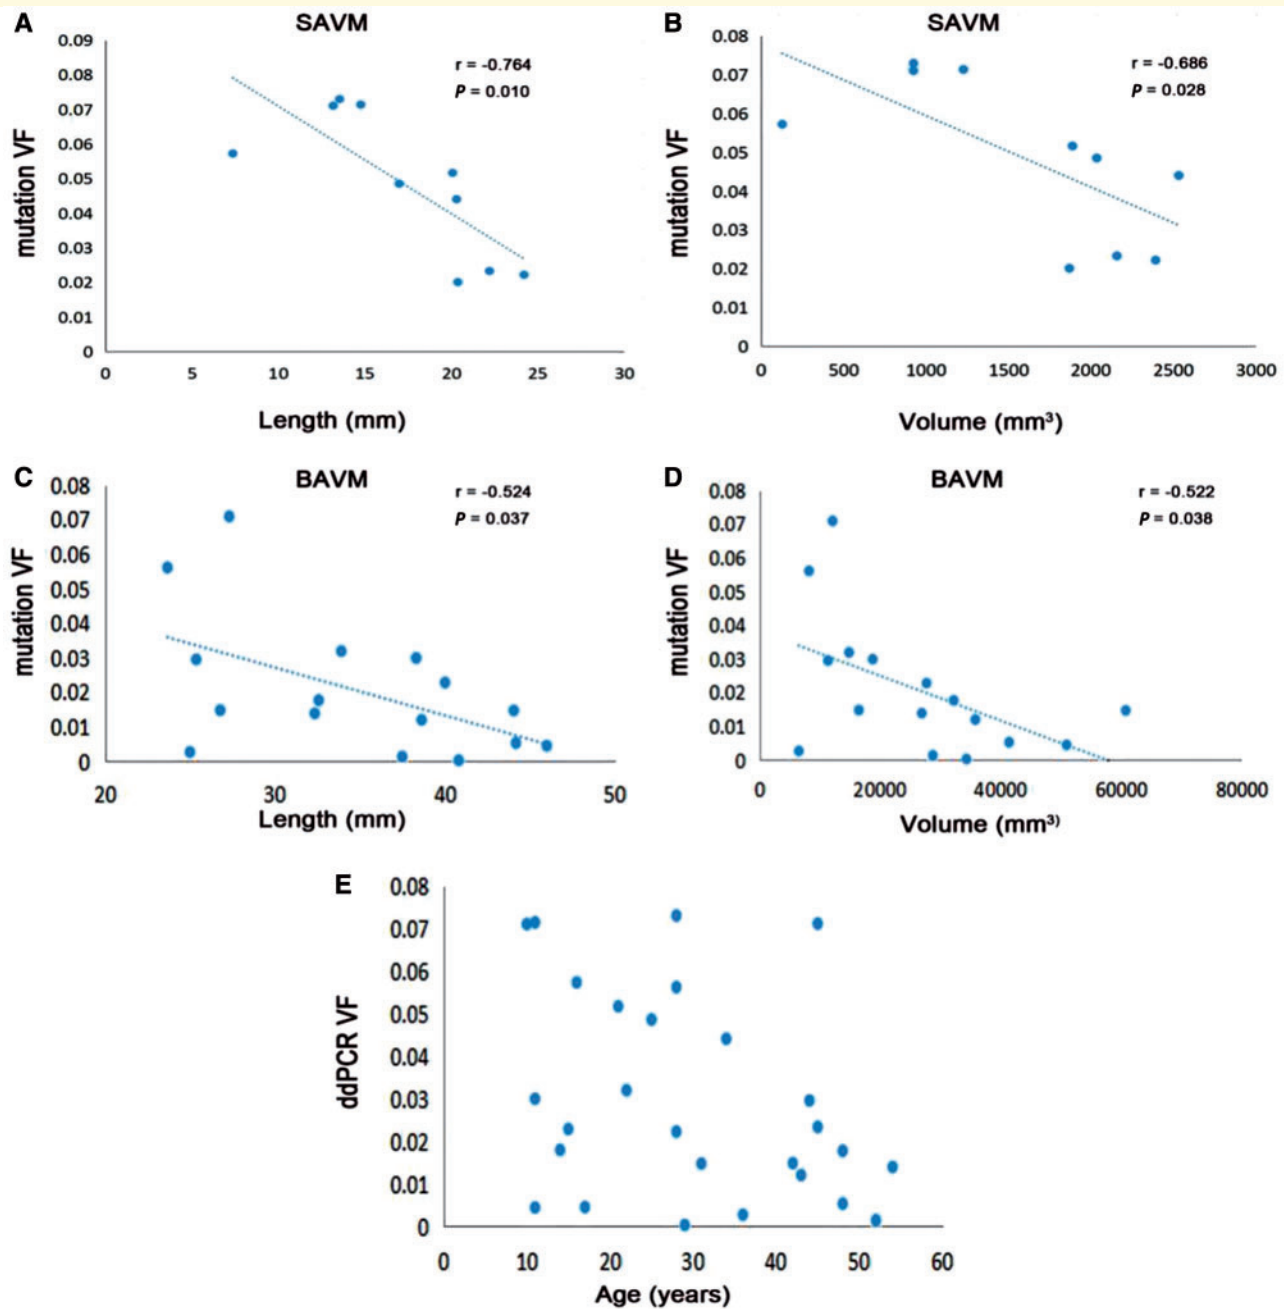 A
SAVM
r = -0.764
P = 0.010
mutation VF
0.09
0.08
0.07
0.06
0.05
0.04
0.03
0.02
0.01
0
0 5 10 15 20 25 30
Length (mm)
B
SAVM
r = -0.686
P = 0.028
mutation VF
0.08
0.07
0.06
0.05
0.04
0.03
0.02
0.01
0
0 500 1000 1500 2000 2500 3000
Volume (mm³)
C
BAVM
r = -0.524
P = 0.037
mutation VF
0.08
0.07
0.06
0.05
0.04
0.03
0.02
0.01
0
20 30 40 50
Length (mm)
D
BAVM
r = -0.522
P = 0.038
mutation VF
0.08
0.07
0.06
0.05
0.04
0.03
0.02
0.01
0
0 20000 40000 60000 80000
Volume (mm³⁾
E
ddPCR VF
0.08
0.07
0.06
0.05
0.04
0.03
0.02
0.01
0
0 10 20 30 40 50 60
Age (years)